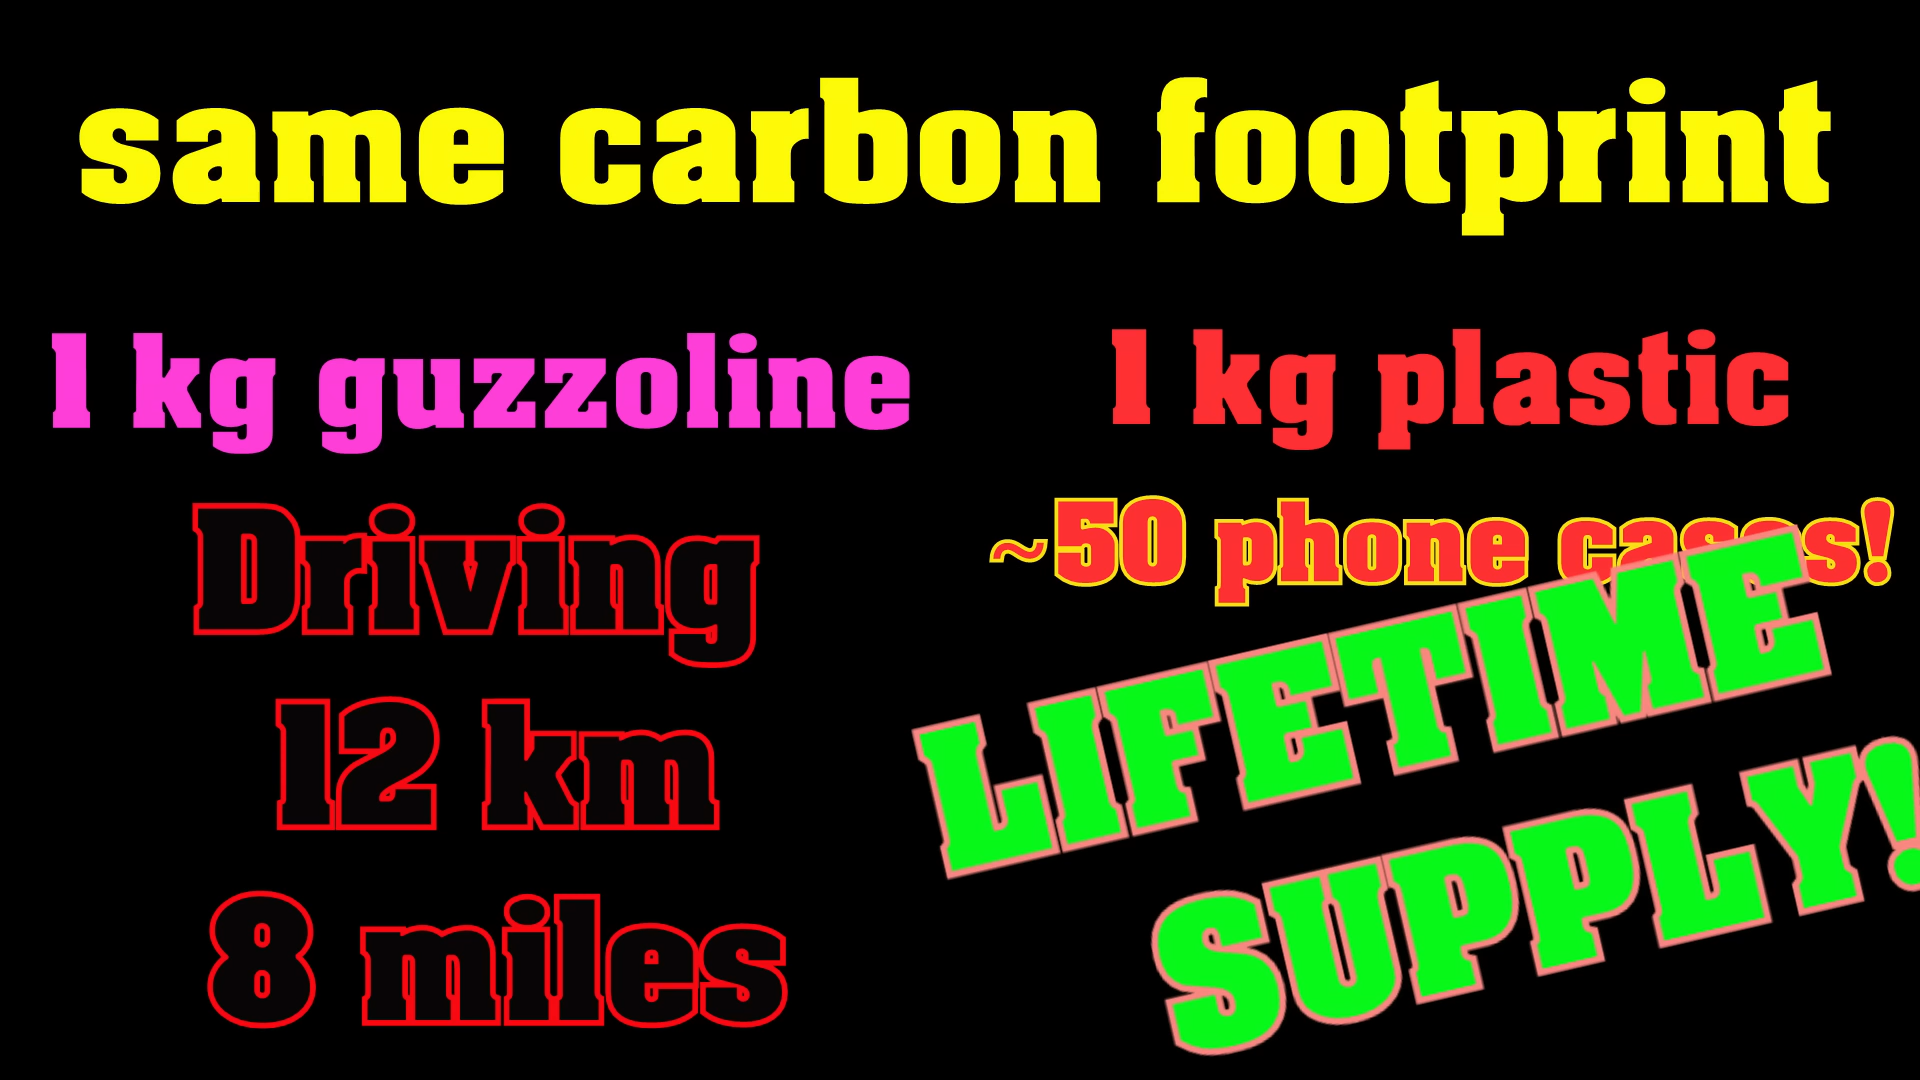 same carbon footprint
1 kg guzzoline
Driving
12 km
8 miles
1 kg plastic
~50 phone cases!
LIFETIME
SUPPLY!